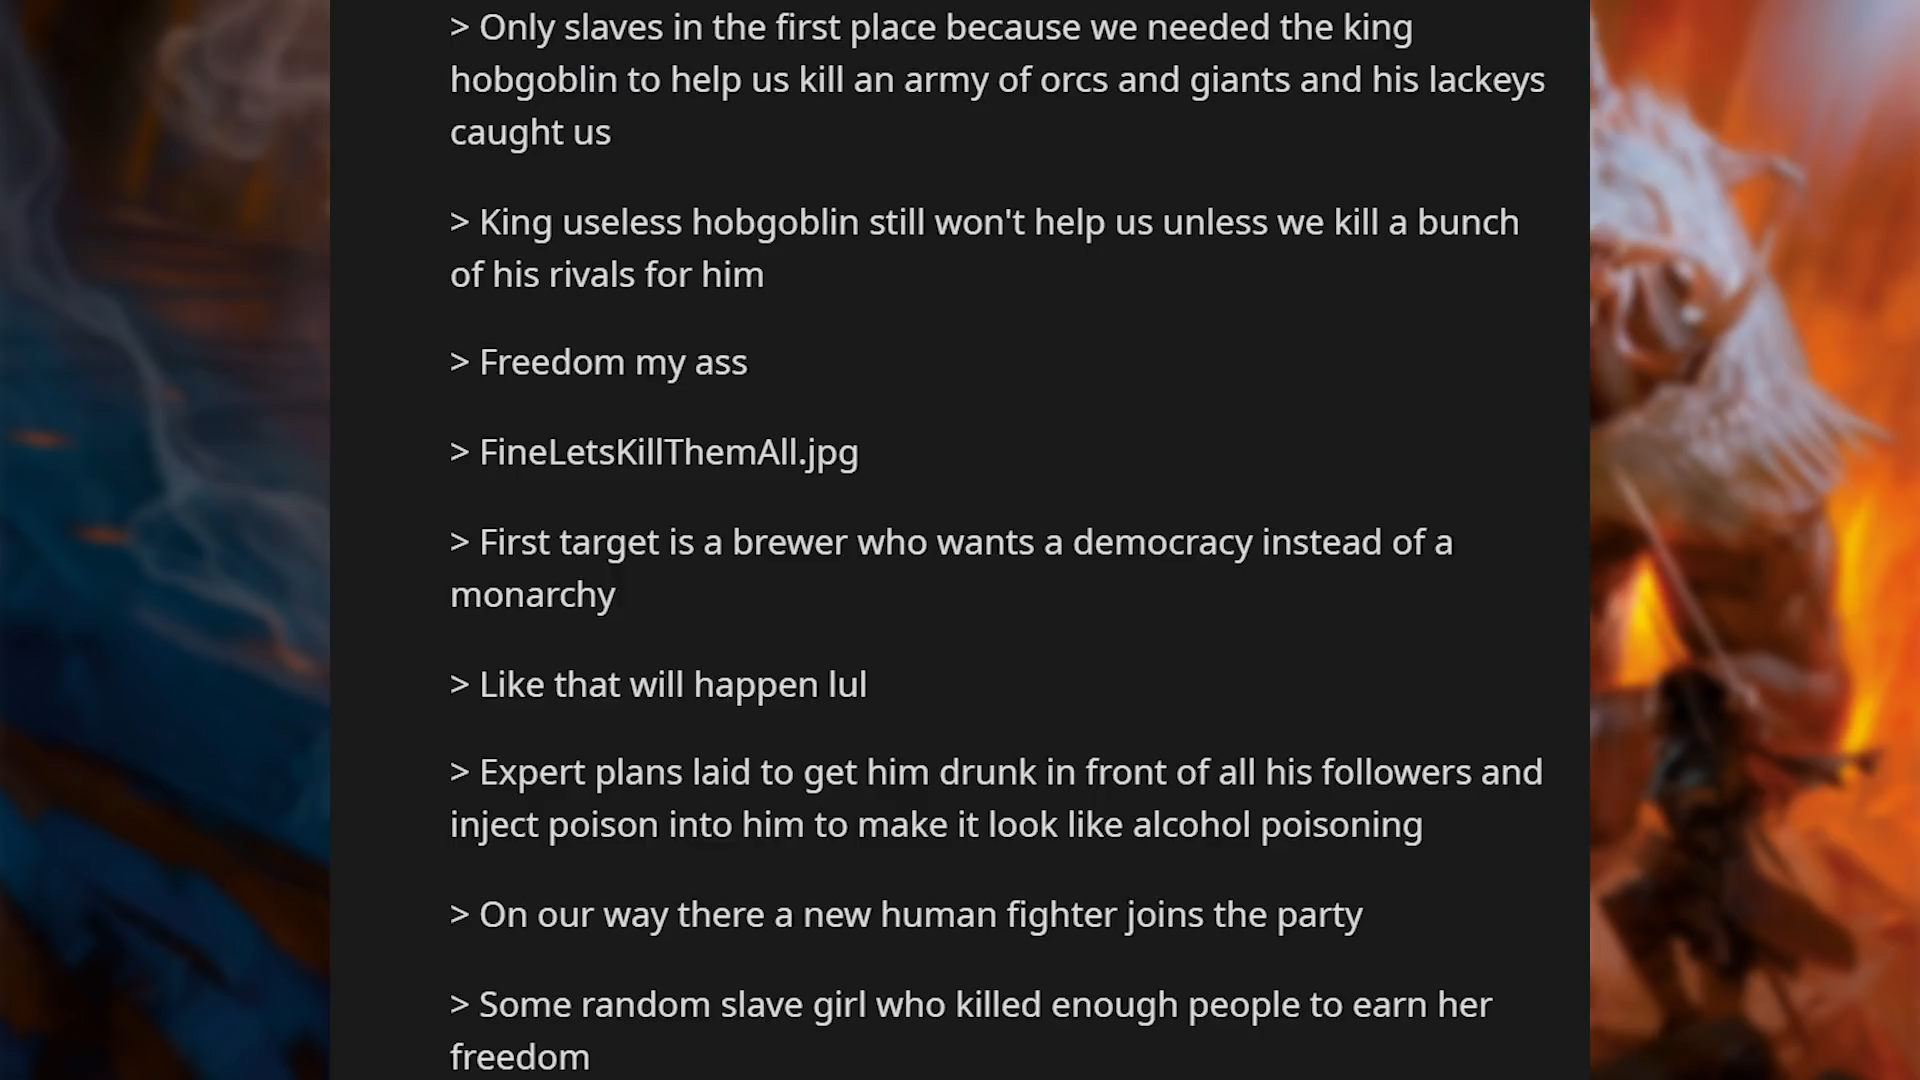 > Only slaves in the first place because we needed the king
hobgoblin to help us kill an army of orcs and giants and his lackeys
caught us
> King useless hobgoblin still won't help us unless we kill a bunch
of his rivals for him
> Freedom my ass
> FineLetsKillThemAll.jpg
> First target is a brewer who wants a democracy instead of a
monarchy
> Like that will happen lul
> Expert plans laid to get him drunk in front of all his followers and
inject poison into him to make it look like alcohol poisoning
> On our way there a new human fighter joins the party
> Some random slave girl who killed enough people to earn her
freedom